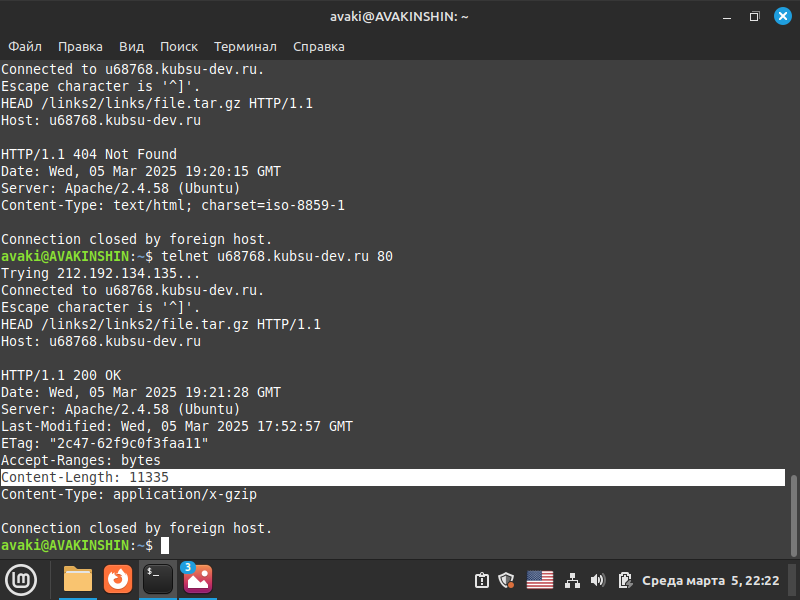 avaki@AVAKINSHIN: ~
Файл Правка Вид Поиск Терминал Справка
Connected to u68768.kubsu-dev.ru.
Escape character is '^]'.
HEAD /links2/links/file.tar.gz HTTP/1.1
Host: u68768.kubsu-dev.ru
HTTP/1.1 404 Not Found
Date: Wed, 05 Mar 2025 19:20:15 GMT
Server: Apache/2.4.58 (Ubuntu)
Content-Type: text/html; charset=iso-8859-1
Connection closed by foreign host.
avaki@AVAKINSHIN:~$ telnet u68768.kubsu-dev.ru 80
Trying 212.192.134.135...
Connected to u68768.kubsu-dev.ru.
Escape character is '^]'.
HEAD /links2/links2/file.tar.gz HTTP/1.1
Host: u68768.kubsu-dev.ru
HTTP/1.1 200 OK
Date: Wed, 05 Mar 2025 19:21:28 GMT
Server: Apache/2.4.58 (Ubuntu)
Last-Modified: Wed, 05 Mar 2025 17:52:57 GMT
ETag: "2c47-62f9c0f3faa11"
Accept-Ranges: bytes
Content-Length: 11335
Content-Type: application/x-gzip
Connection closed by foreign host.
avaki@AVAKINSHIN:~$
3
Среда марта 5, 22:22